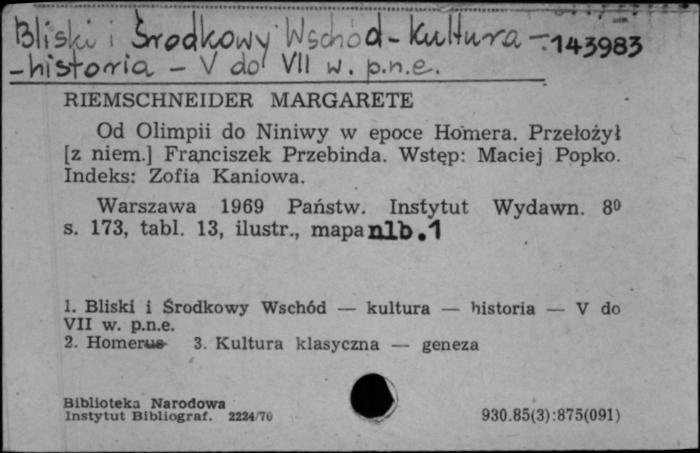 Bliski i Środkowy Wschód - Kultura -
143983
- historia - V do VII w. p.n.e.
RIEMSCHNEIDER MARGARETE
Od Olimpii do Niniwy w epoce Homera. Przełożył
[z niem.] Franciszek Przebinda. Wstęp: Maciej Popko.
Indeks: Zofia Kaniowa.
Warszawa 1969 Państw. Instytut Wydawn. 8⁰
s. 173, tabl. 13, ilustr., mapa nlb.1
1. Bliski i Środkowy Wschód — kultura — historia — V do
VII w. p.n.e.
2. Homerus 3. Kultura klasyczna — geneza
Biblioteka Narodowa
Instytut Bibliograf. 2224/70
930.85(3):875(091)